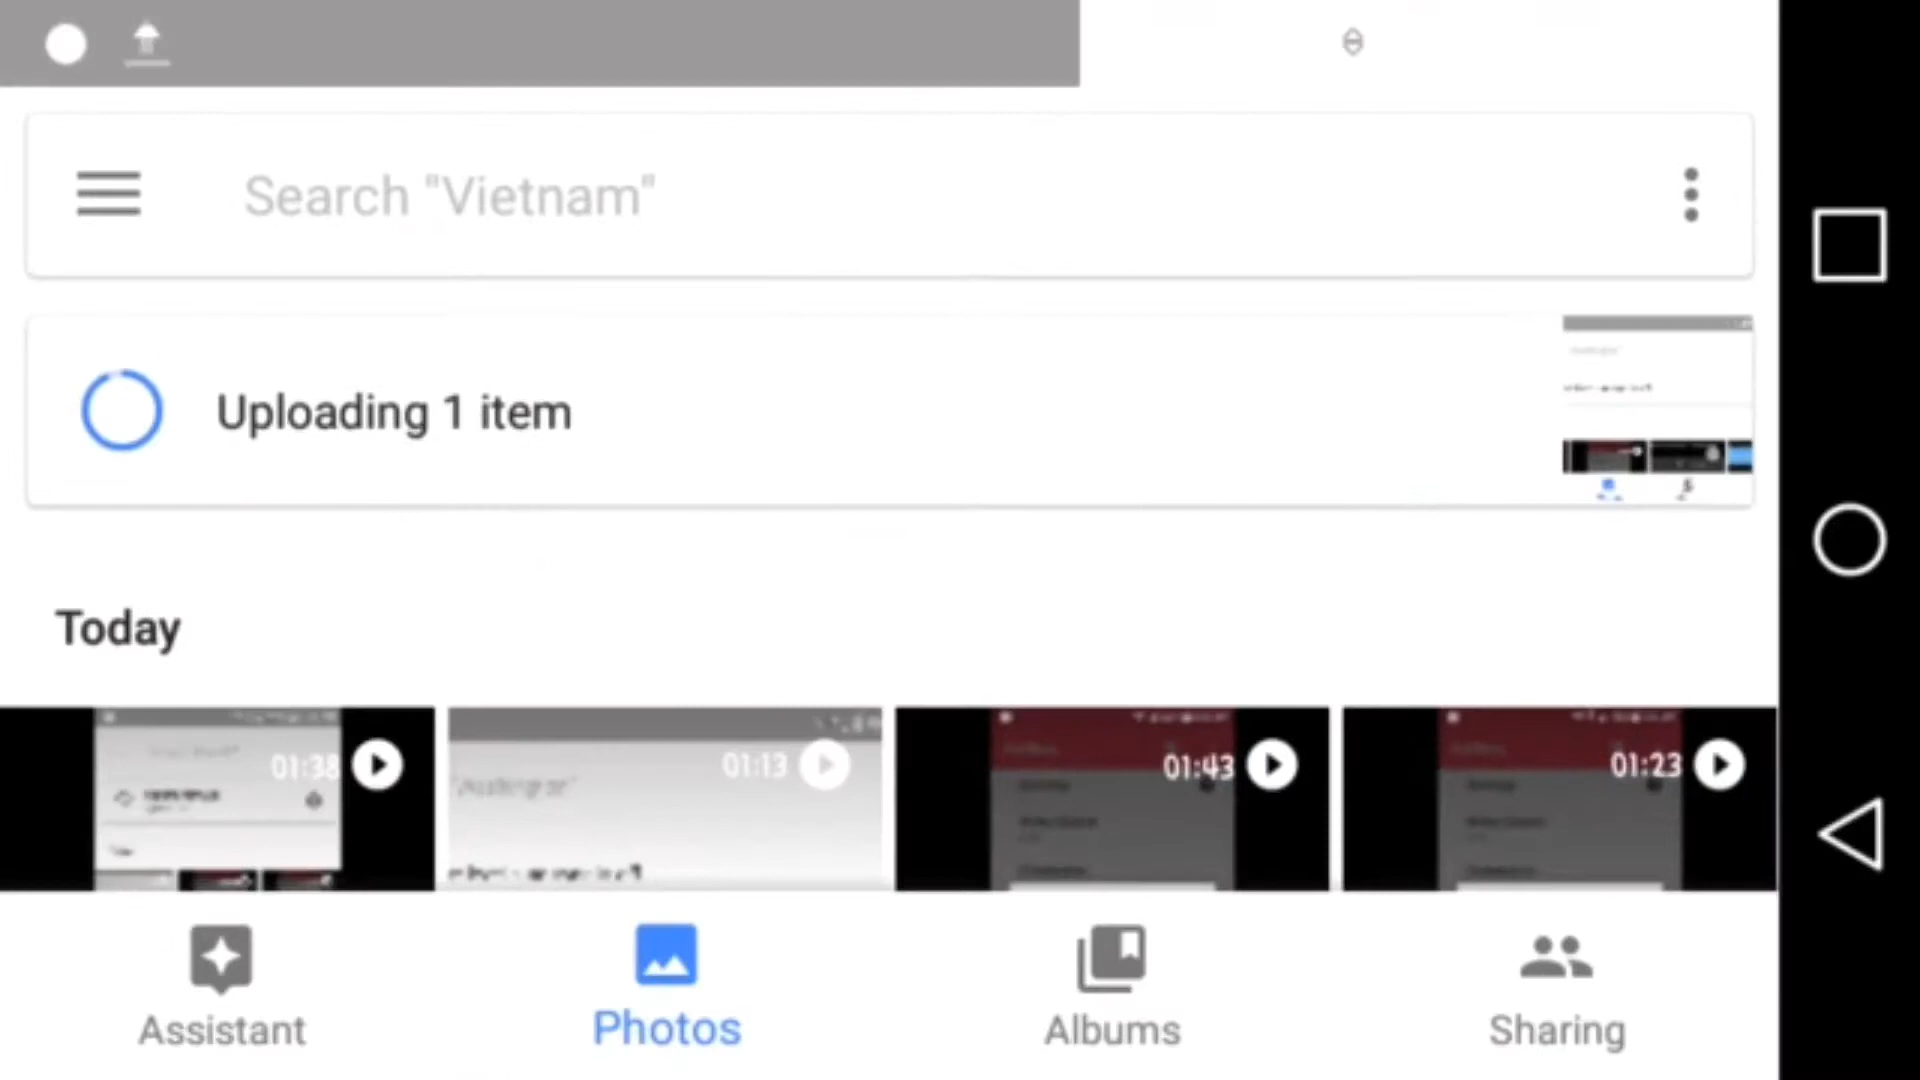 Search "Vietnam"
Uploading 1 item
Today
01:38
01:13
01:43
01:23
Assistant
Photos
Albums
Sharing